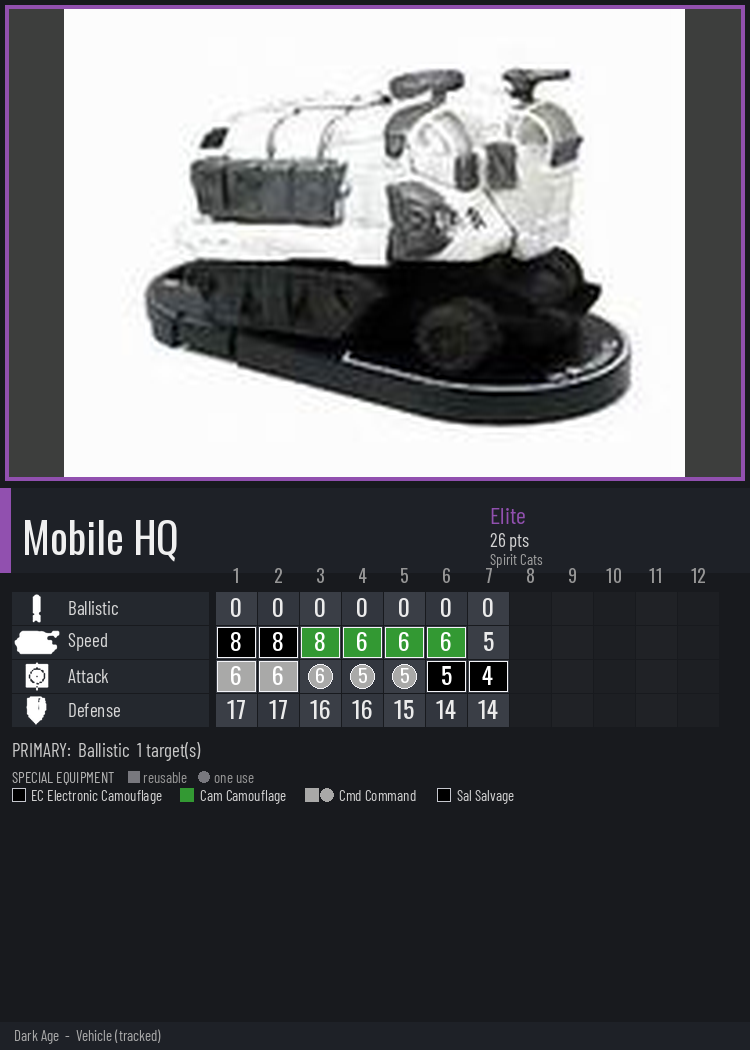 Mobile HQ
Elite
26 pts
Spirit Cats
1 2 3 4 5 6 7 8 9 10 11 12
Ballistic 0 0 0 0 0 0 0
Speed 8 8 8 6 6 6 5
Attack 6 6 6 5 5 5 4
Defense 17 17 16 16 15 14 14
PRIMARY: Ballistic 1 target(s)
SPECIAL EQUIPMENT reusable one use
EC Electronic Camouflage Cam Camouflage Cmd Command Sal Salvage
Dark Age - Vehicle (tracked)